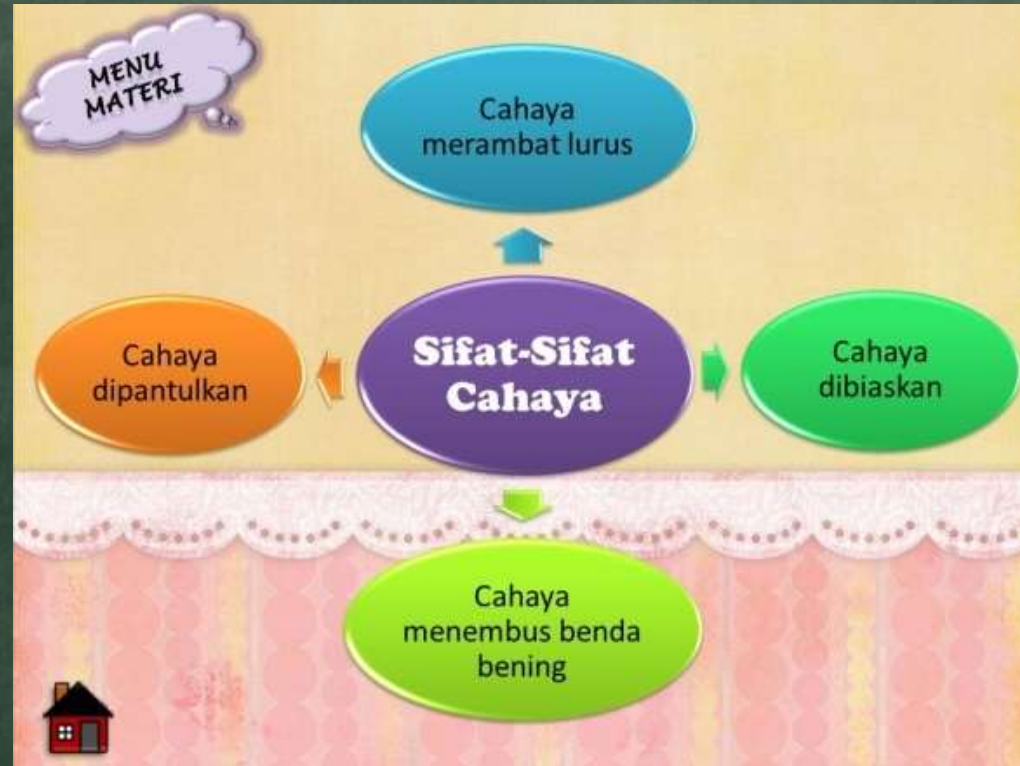 MENU
MATERI
Cahaya
merambat lurus
Cahaya
dipantulkan
Sifat-Sifat
Cahaya
Cahaya
dibiaskan
Cahaya
menembus benda
bening